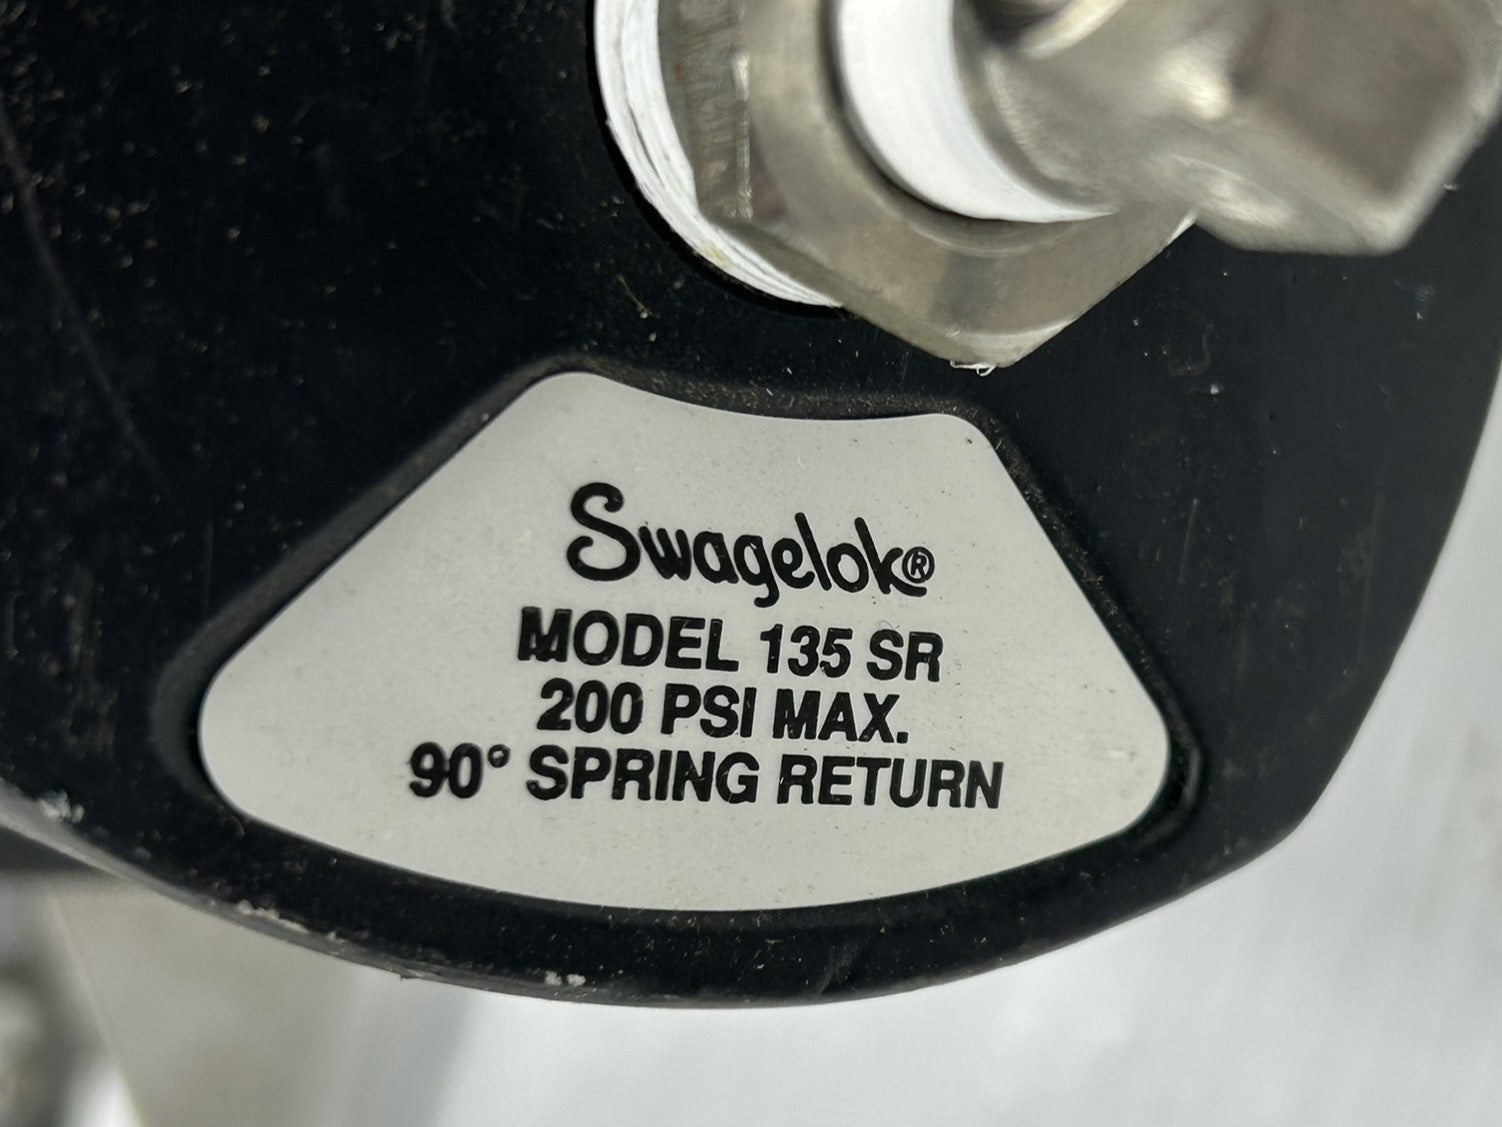 Swagelok®
MODEL 135 SR
200 PSI MAX.
90° SPRING RETURN